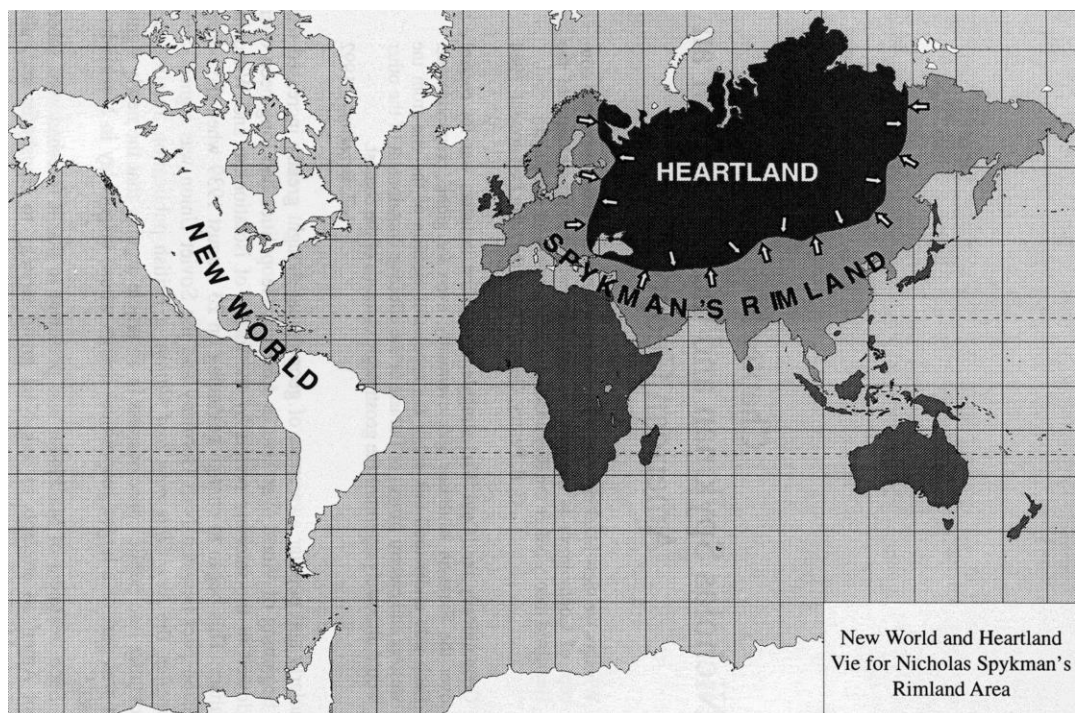 HEARTLAND
NEW WORLD
SPYKMAN'S RIMLAND
New World and Heartland
Vie for Nicholas Spykman's
Rimland Area